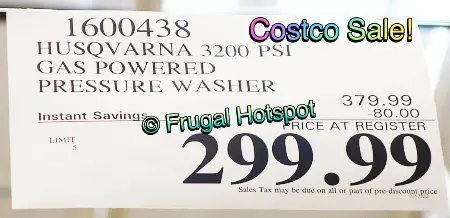 Costco Sale!
1600438
HUSQVARNA 3200 PSI
GAS POWERED
PRESSURE WASHER
379.99
Instant Savings -80.00
© Frugal Hotspot
PRICE AT REGISTER
LIMIT
5
299.99
Sales Tax may be due on all or part of pre-discount price